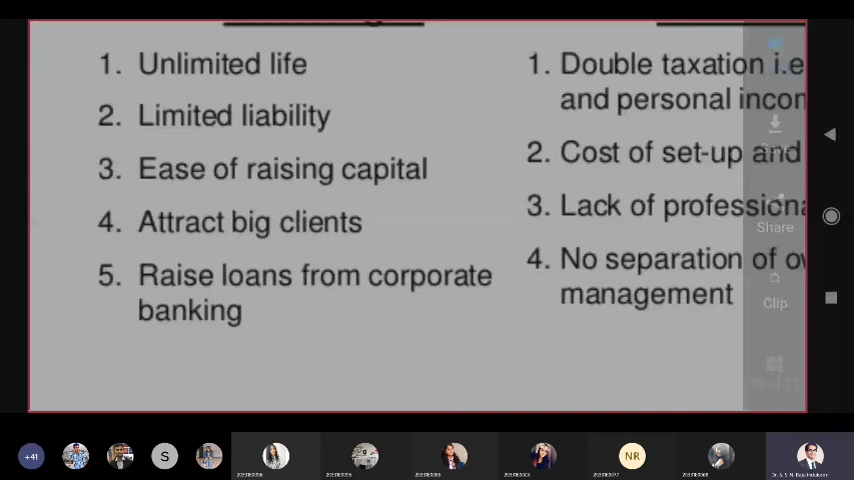 1. Unlimited life
2. Limited liability
3. Ease of raising capital
4. Attract big clients
5. Raise loans from corporate
banking
1. Double taxation i.e
and personal
2. Cost of set-up and
3. Lack of
4. No separation of
management
Share
Clip
+41
S
NR